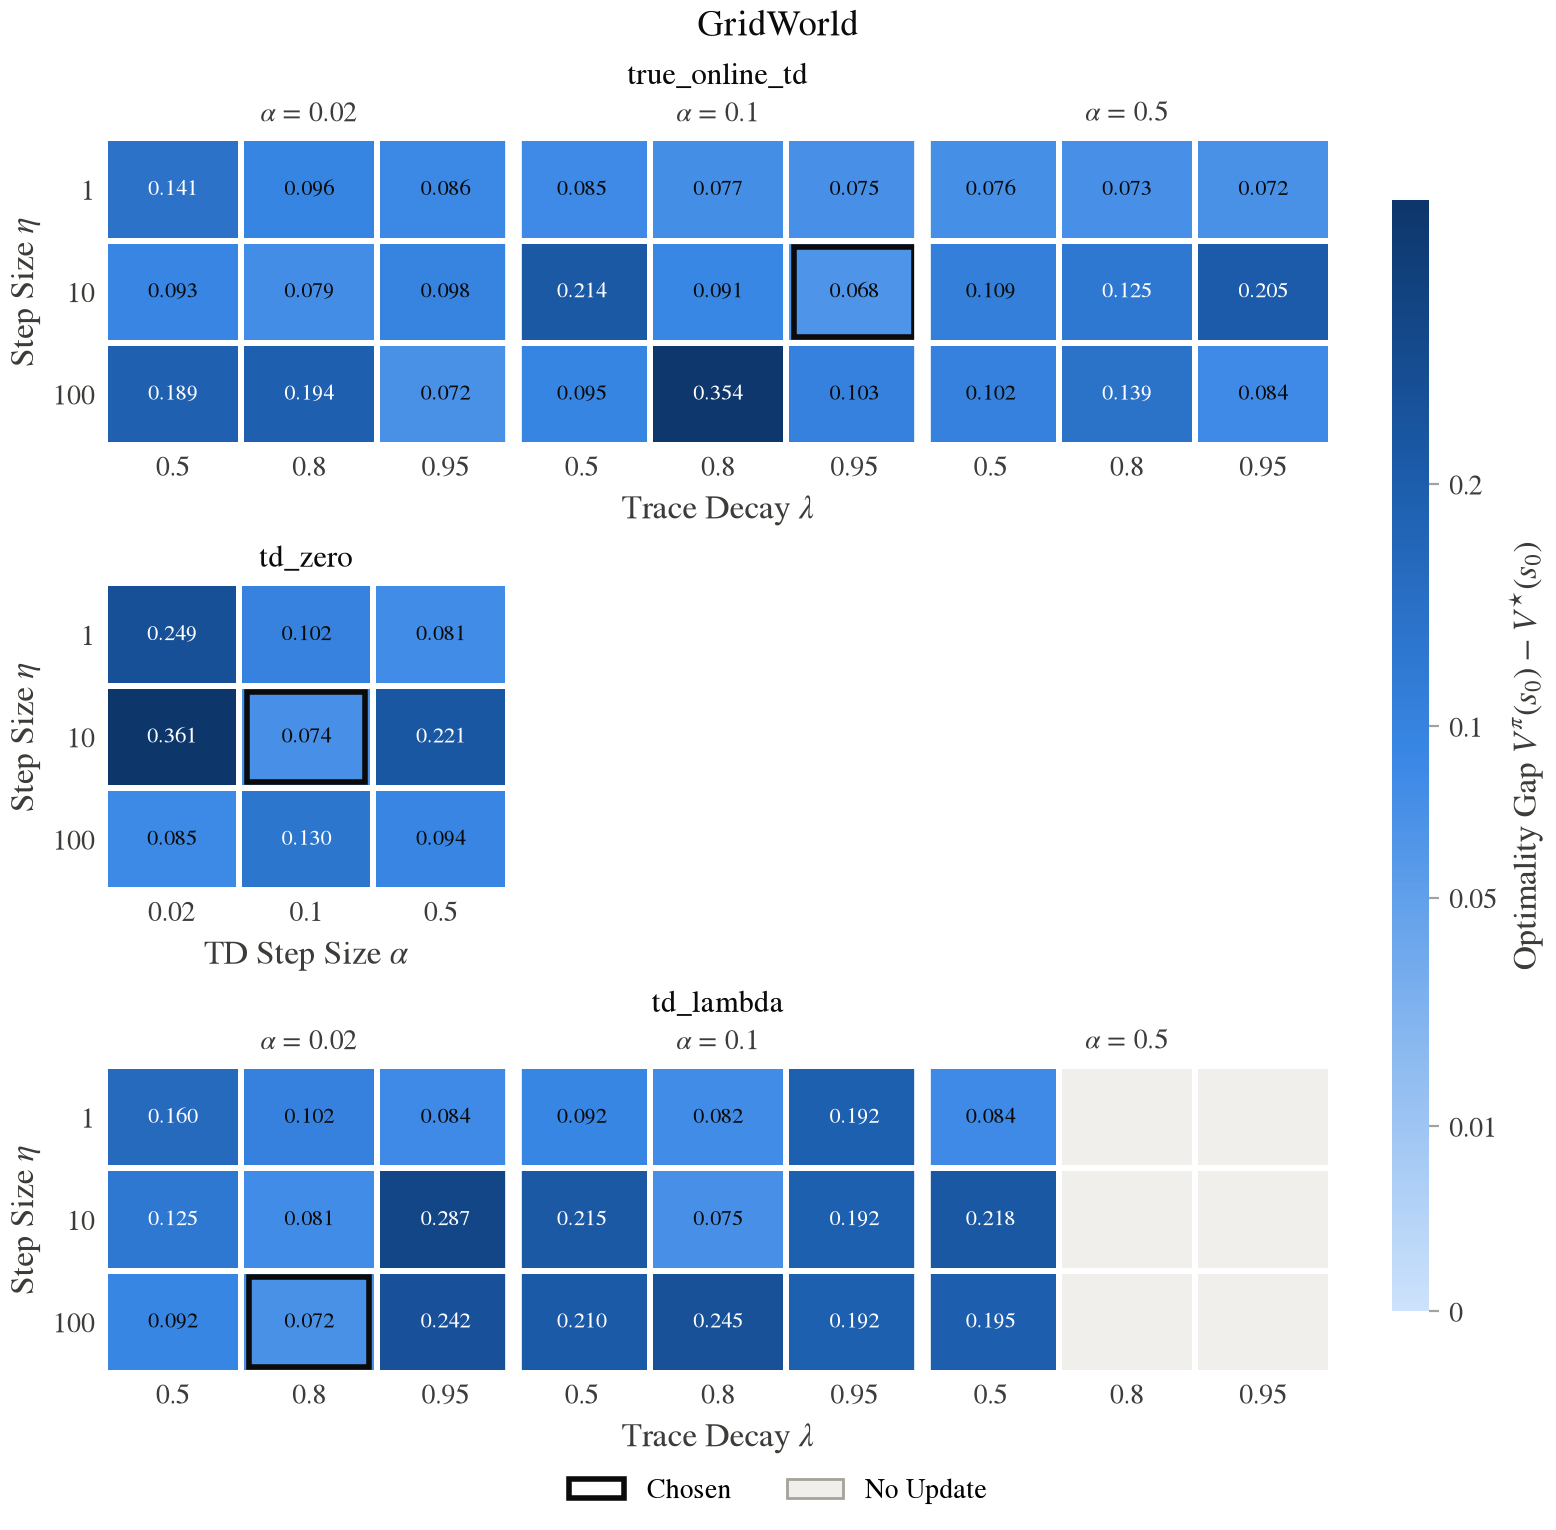 GridWorld
true_online_td
α = 0.02 α = 0.1 α = 0.5
Step Size η
1 0.141 0.096 0.086 0.085 0.077 0.075 0.076 0.073 0.072
10 0.093 0.079 0.098 0.214 0.091 0.068 0.109 0.125 0.205
100 0.189 0.194 0.072 0.095 0.354 0.103 0.102 0.139 0.084
0.5 0.8 0.95 0.5 0.8 0.95 0.5 0.8 0.95
Trace Decay λ
td_zero
Step Size η
1 0.249 0.102 0.081
10 0.361 0.074 0.221
100 0.085 0.130 0.094
0.02 0.1 0.5
TD Step Size α
td_lambda
α = 0.02 α = 0.1 α = 0.5
Step Size η
1 0.160 0.102 0.084 0.092 0.082 0.192 0.084
10 0.125 0.081 0.287 0.215 0.075 0.192 0.218
100 0.092 0.072 0.242 0.210 0.245 0.192 0.195
0.5 0.8 0.95 0.5 0.8 0.95 0.5 0.8 0.95
Trace Decay λ
Chosen No Update
0.2
0.1
0.05
0.01
0
Optimality Gap V^π(s₀) − V^⋆(s₀)